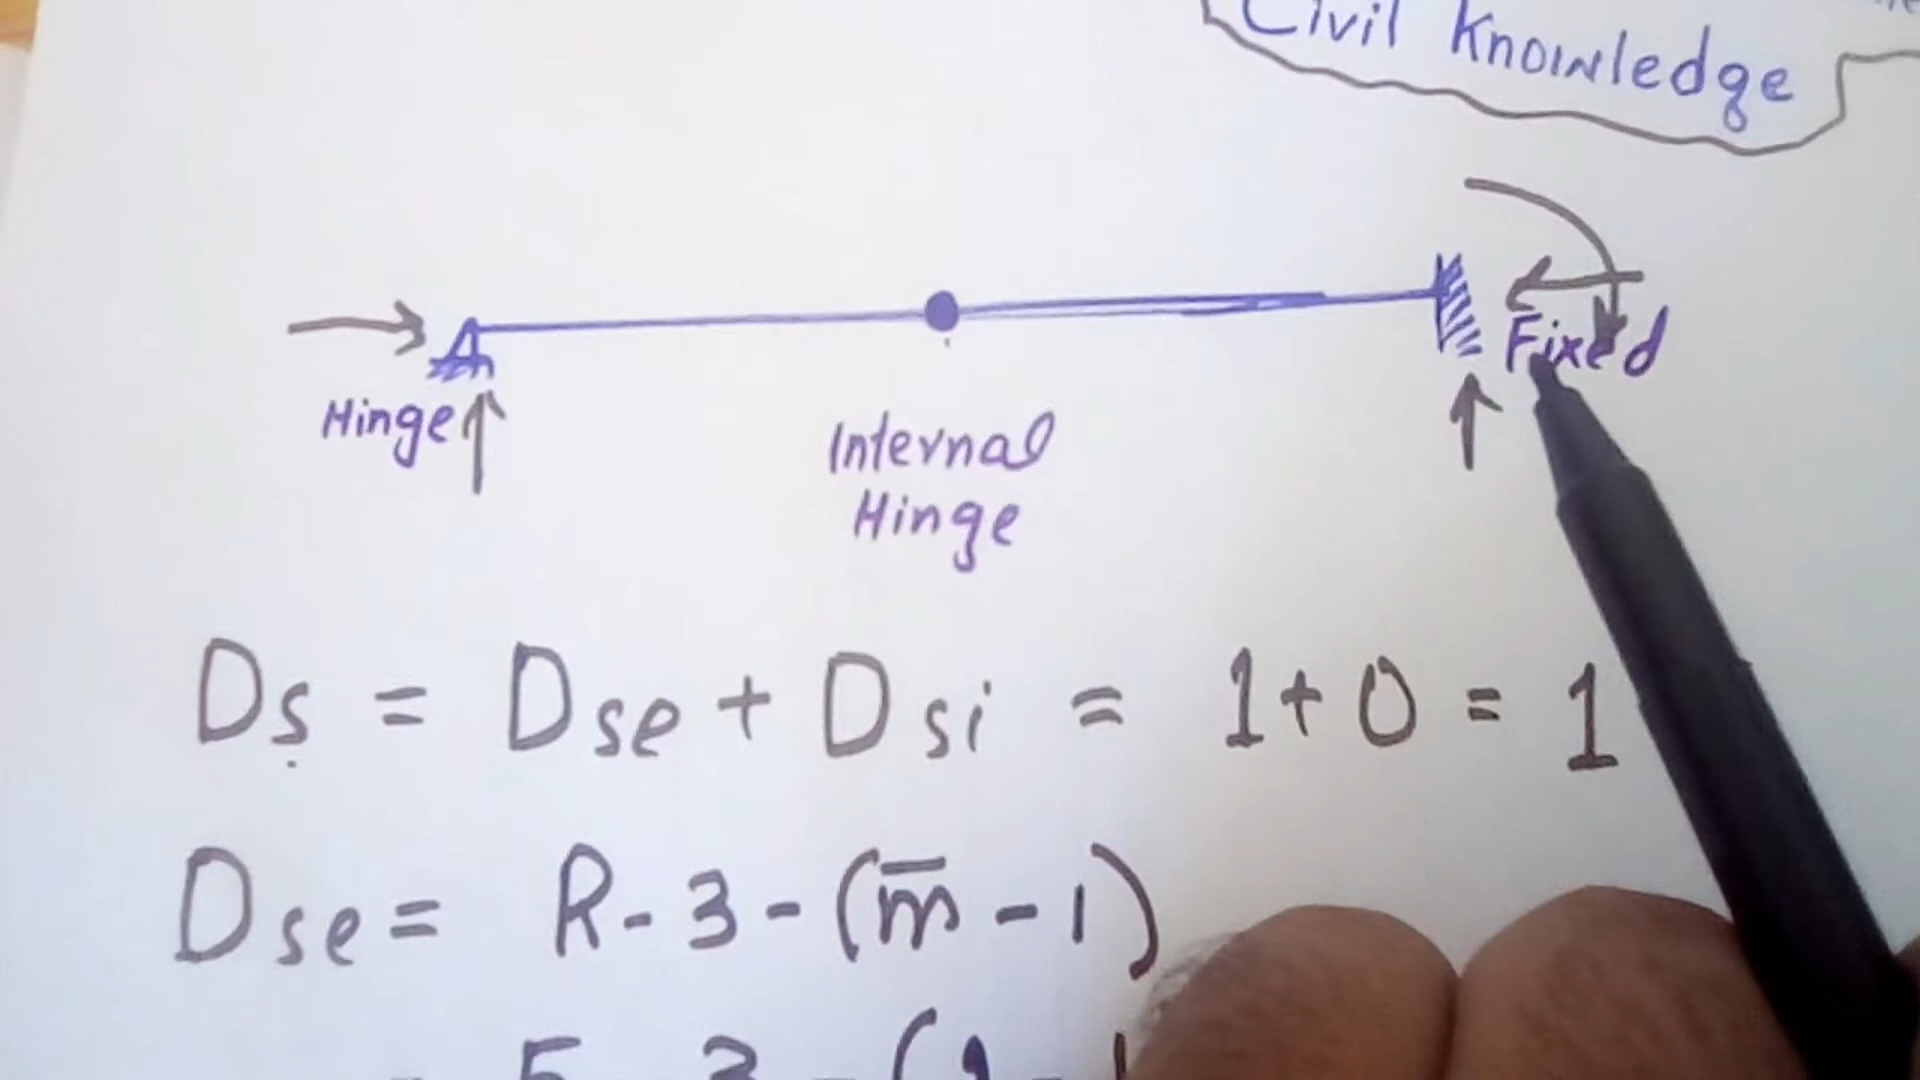 Civil Knowledge
Fixed
Hinge
Internal
Hinge
Ds = Dse + Dsi = 1 + 0 = 1
Dse = R - 3 - (m̅ - 1)